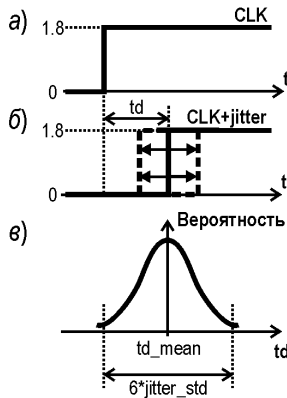 а)
CLK
1.8
0
t
td
б)
CLK+jitter
1.8
0
t
в)
Вероятность
td_mean
td
6*jitter_std